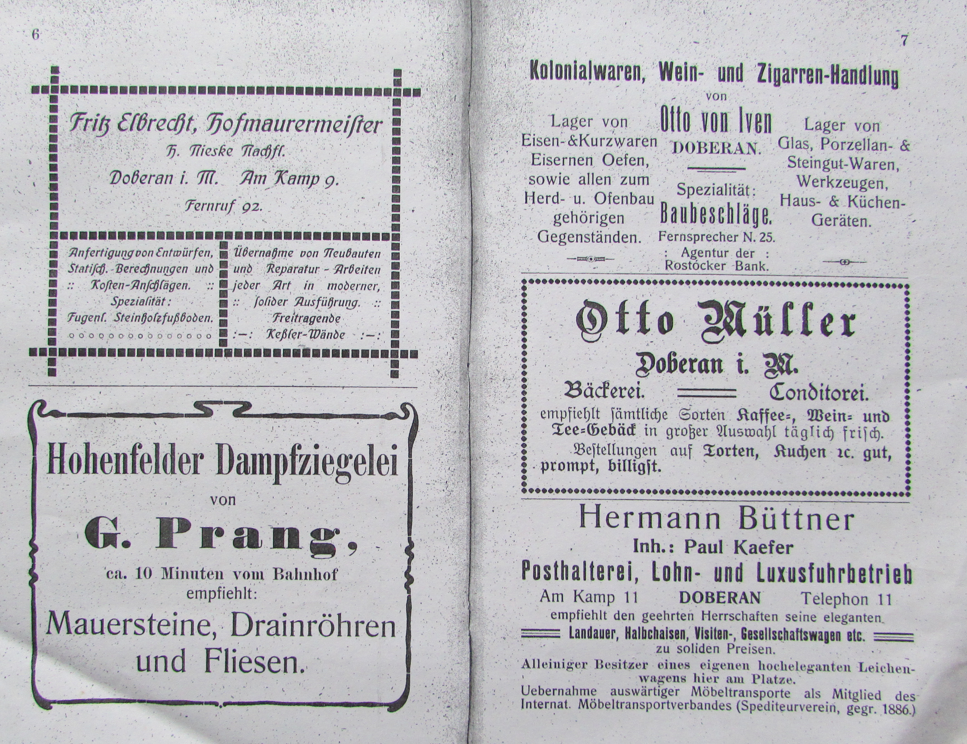 6
Fritz Elbrecht, Hofmaurermeister
H. Nieske Nachfl.
Doberan i. M. Am Kamp 9.
Fernruf 92.
Anfertigung von Entwürfen,
Statisch. Berechnungen und
:: Kosten-Anschlägen. ::
Spezialität:
Fugenl. Steinholzfußboden.
Übernahme von Neubauten
und Reparatur-Arbeiten
jeder Art in moderner,
:: solider Ausführung. ::
Freitragende
:—: Keßler-Wände :—:
Hohenfelder Dampfziegelei
von
G. Prang,
ca. 10 Minuten vom Bahnhof
empfiehlt:
Mauersteine, Drainröhren
und Fliesen.
7
Kolonialwaren, Wein- und Zigarren-Handlung
von
Otto von Iven
DOBERAN.
Lager von
Eisen- & Kurzwaren
Eisernen Oefen,
sowie allen zum
Herd- u. Ofenbau
gehörigen
Gegenständen.
Spezialität:
Baubeschläge.
Fernsprecher N. 25.
: Agentur der :
Rostocker Bank.
Lager von
Glas, Porzellan- &
Steingut-Waren,
Werkzeugen,
Haus- & Küchen-
Geräten.
Otto Müller
Doberan i. M.
Bäckerei. Conditorei.
empfiehlt sämtliche Sorten Kaffee-, Wein- und
Tee-Gebäck in großer Auswahl täglich frisch.
Bestellungen auf Torten, Kuchen ꝛc. gut,
prompt, billigst.
Hermann Büttner
Inh.: Paul Kaefer
Posthalterei, Lohn- und Luxusfuhrbetrieb
Am Kamp 11 DOBERAN Telephon 11
empfiehlt den geehrten Herrschaften seine eleganten
Landauer, Halbchaisen, Visiten-, Gesellschaftswagen etc.
zu soliden Preisen.
Alleiniger Besitzer eines eigenen hocheleganten Leichen-
wagens hier am Platze.
Uebernahme auswärtiger Möbeltransporte als Mitglied des
Internat. Möbeltransportverbandes (Spediteurverein, gegr. 1886.)